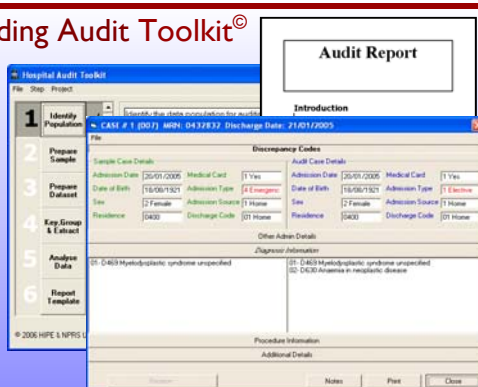 ding Audit Toolkit©
Audit Report
Introduction
Hospital Audit Toolkit
File Step Project
1 Identify Population
2 Prepare Sample
3 Prepare Dataset
4 Key,Group & Extract
5 Analyse Data
6 Report Template
© 2006 HIPE & NPRS
Identify the data population for audit
CASE # 1 (007) MRN: 0432832 Discharge Date: 21/01/2005
File
Discrepancy Codes
Sample Case Details
Admission Date 20/01/2005 Medical Card 1 Yes
Date of Birth 18/08/1921 Admission Type 4 Emergenc
Sex 2 Female Admission Source 1 Home
Residence 0400 Discharge Code 01 Home
Audit Case Details
Admission Date 20/01/2005 Medical Card 1 Yes
Date of Birth 18/08/1921 Admission Type 1 Elective
Sex 2 Female Admission Source 1 Home
Residence 0400 Discharge Code 01 Home
Other Admin Details
Diagnosis Information
01- D469 Myelodysplastic syndrome unspecified
01- D469 Myelodysplastic syndrome unspecified
02- D630 Anaemia in neoplastic disease
Procedure Information
Additional Details
Notes
Print
Close